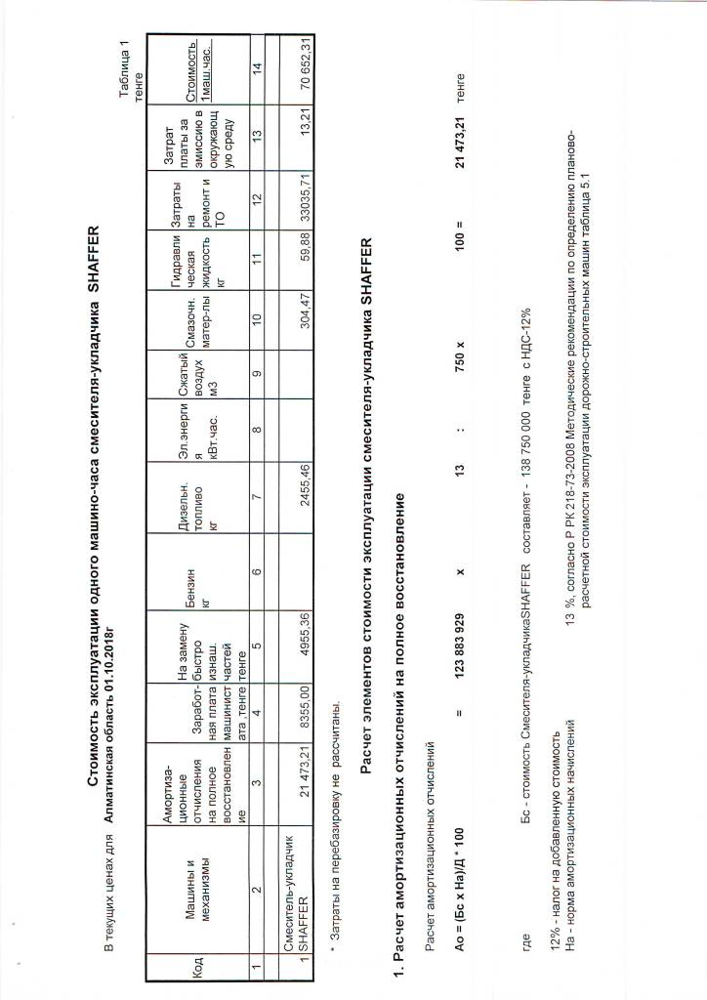 Стоимость эксплуатации одного машино-часа смесителя-укладчика SHAFFER
В текущих ценах для Алматинская область 01.10.2018г
Таблица 1
тенге
Код
Машины и механизмы
Амортиза-ционные отчисления на полное восстановление
Заработ-ная плата машинист ата ,тенге
На замену быстро изнаш. частей тенге
Бензин кг
Дизельн. топливо кг
Эл.энерги я кВт.час.
Сжатый воздух м3
Смазочн. матер-лы
Гидравли ческая жидкость кг
Затраты на ремонт и ТО
Затрат платы за эмиссию в окружающ ую среду
Стоимость 1маш.час.
1 2 3 4 5 6 7 8 9 10 11 12 13 14
1 Смеситель-укладчик SHAFFER 21 473,21 8355,00 4955,36 2455,46 304,47 59,88 33035,71 13,21 70 652,31
* Затраты на перебазировку не рассчитаны.
Расчет элементов стоимости эксплуатации смесителя-укладчика SHAFFER
1. Расчет амортизационных отчислений на полное восстановление
Расчет амортизационных отчислений
Ао = (Бс х На)/Д * 100 = 123 883 929 х 13 : 750 х 100 = 21 473,21 тенге
где Бс - стоимость Смесителя-укладчикаSHAFFER составляет - 138 750 000 тенге с НДС-12%
12% - налог на добавленную стоимость
На - норма амортизационных начислений 13 %, согласно Р РК 218-73-2008 Методические рекомендации по определению планово-
расчетной стоимости эксплуатации дорожно-строительных машин таблица 5.1